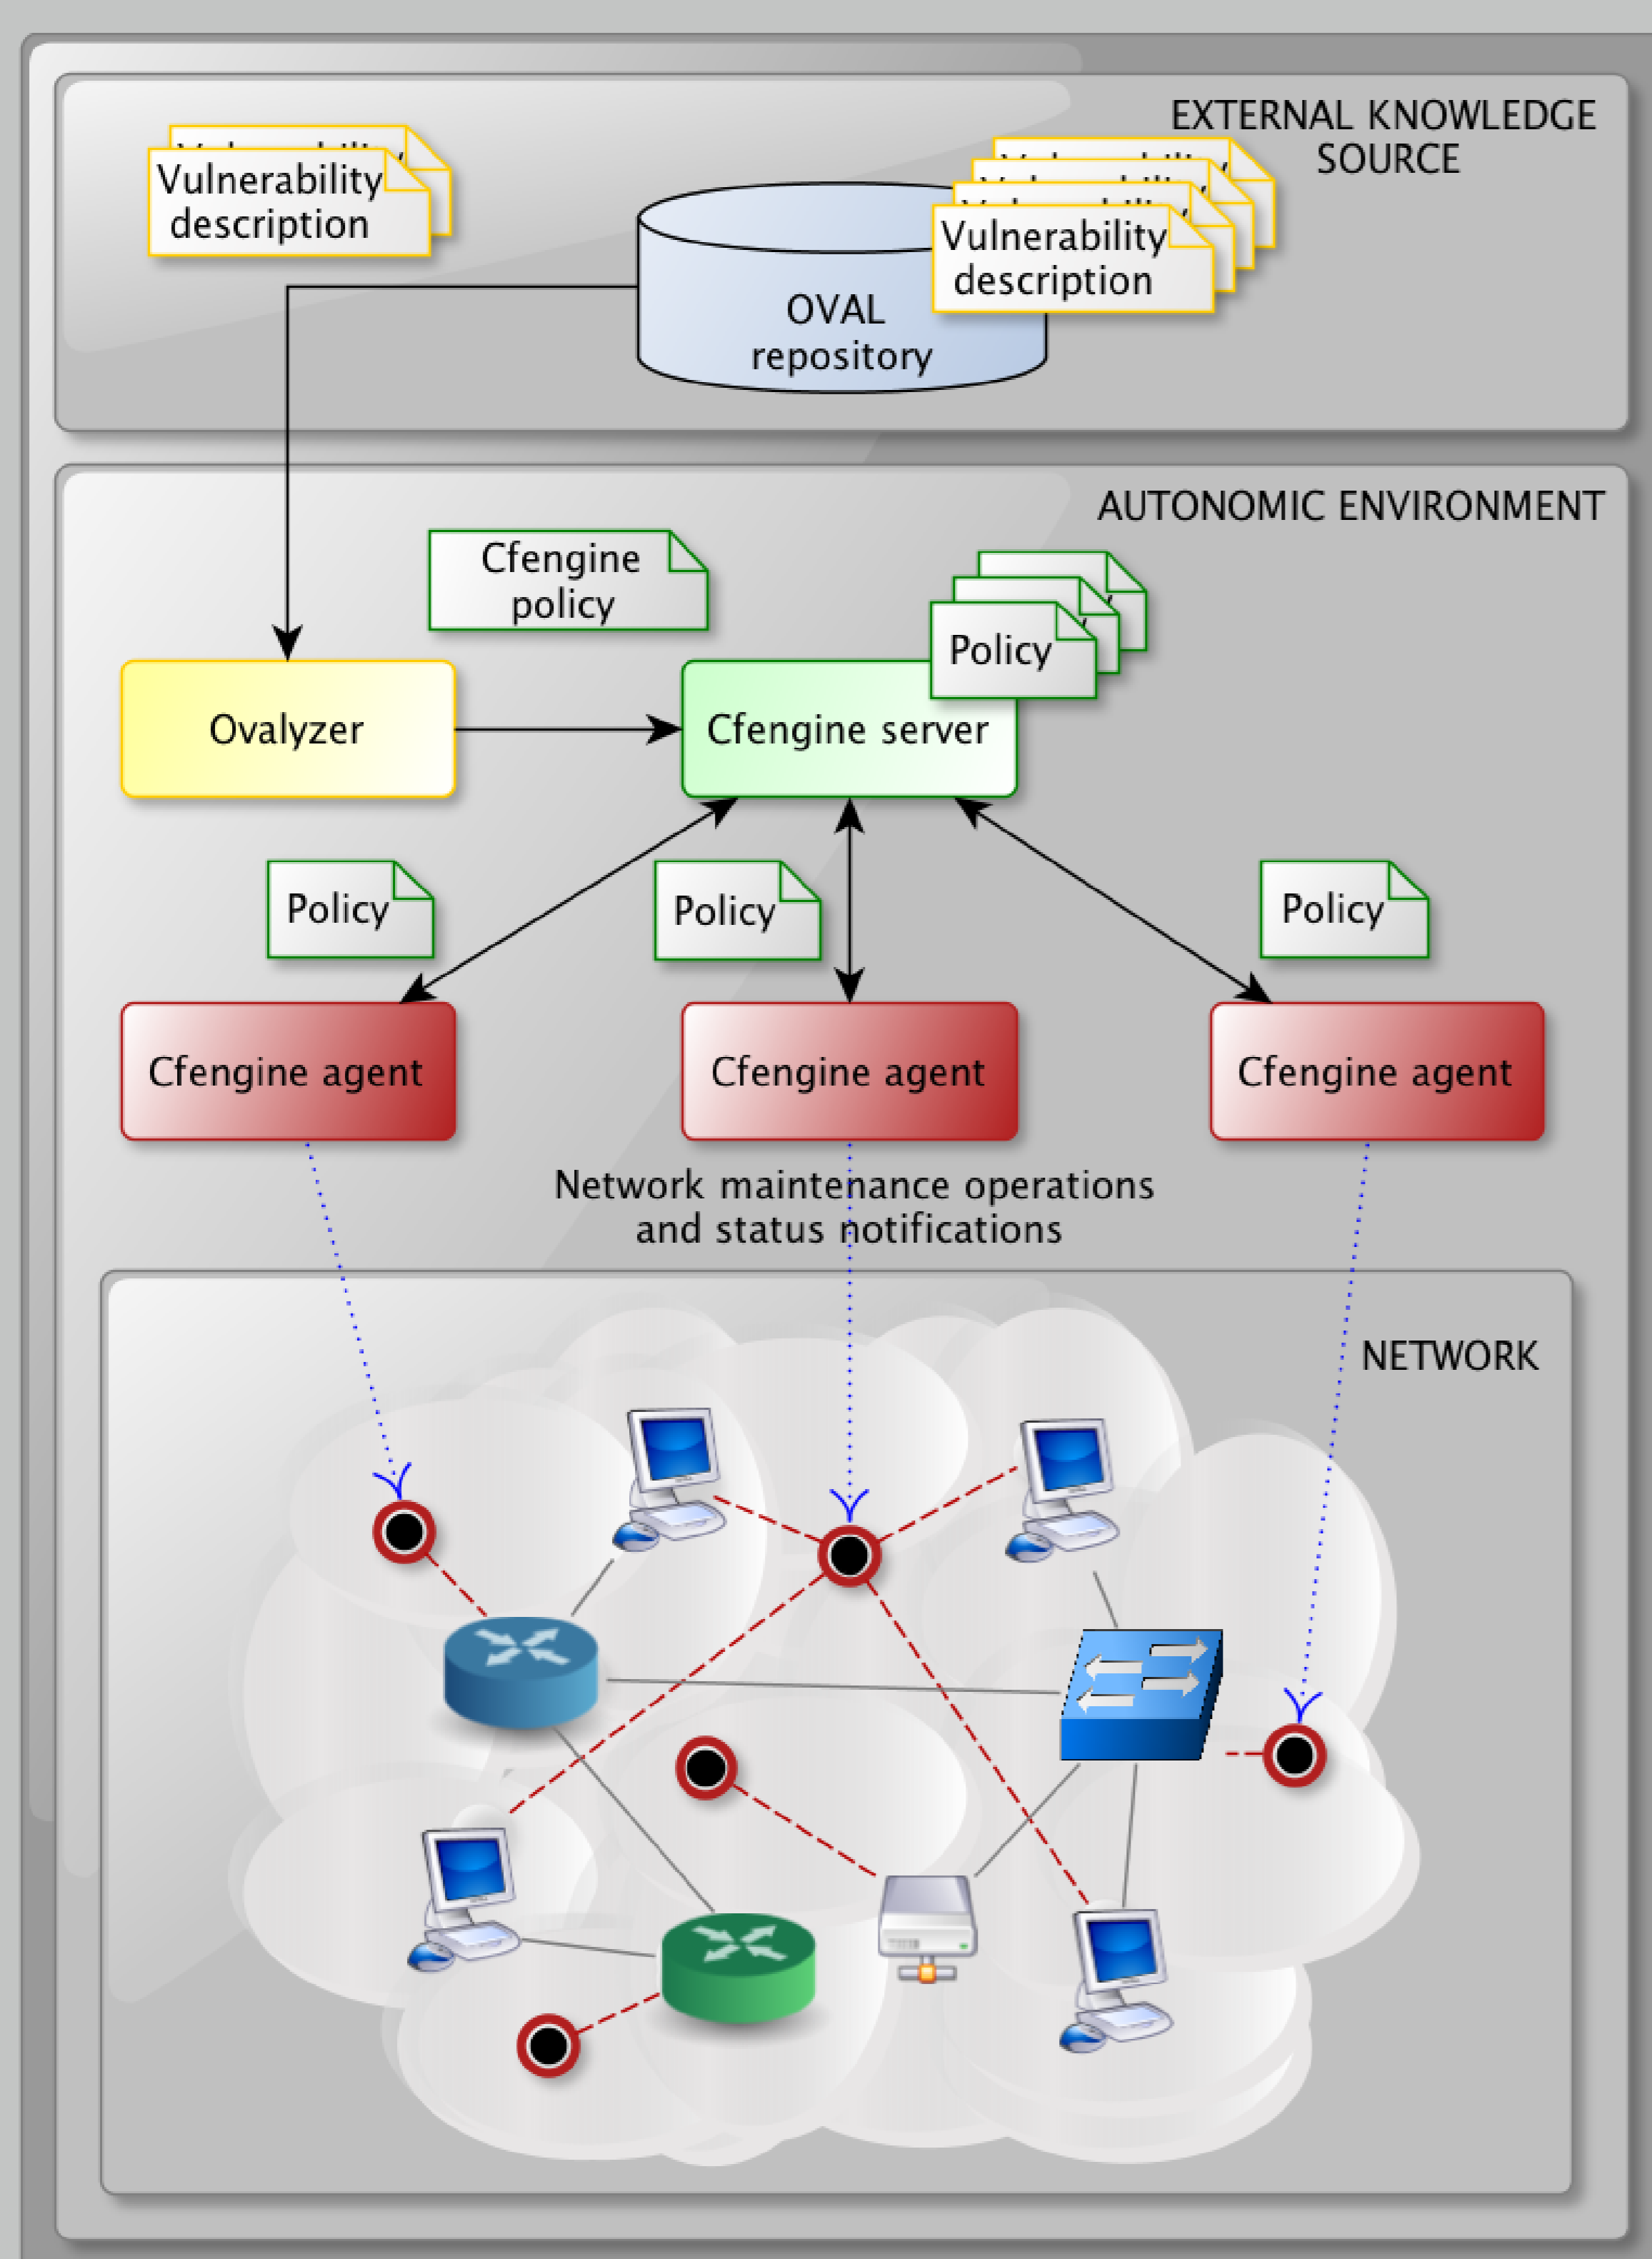 EXTERNAL KNOWLEDGE
SOURCE
Vulnerability
description
Vulnerability
description
OVAL
repository
AUTONOMIC ENVIRONMENT
Cfengine
policy
Policy
Ovalyzer
Cfengine server
Policy
Policy
Policy
Cfengine agent
Cfengine agent
Cfengine agent
Network maintenance operations
and status notifications
NETWORK